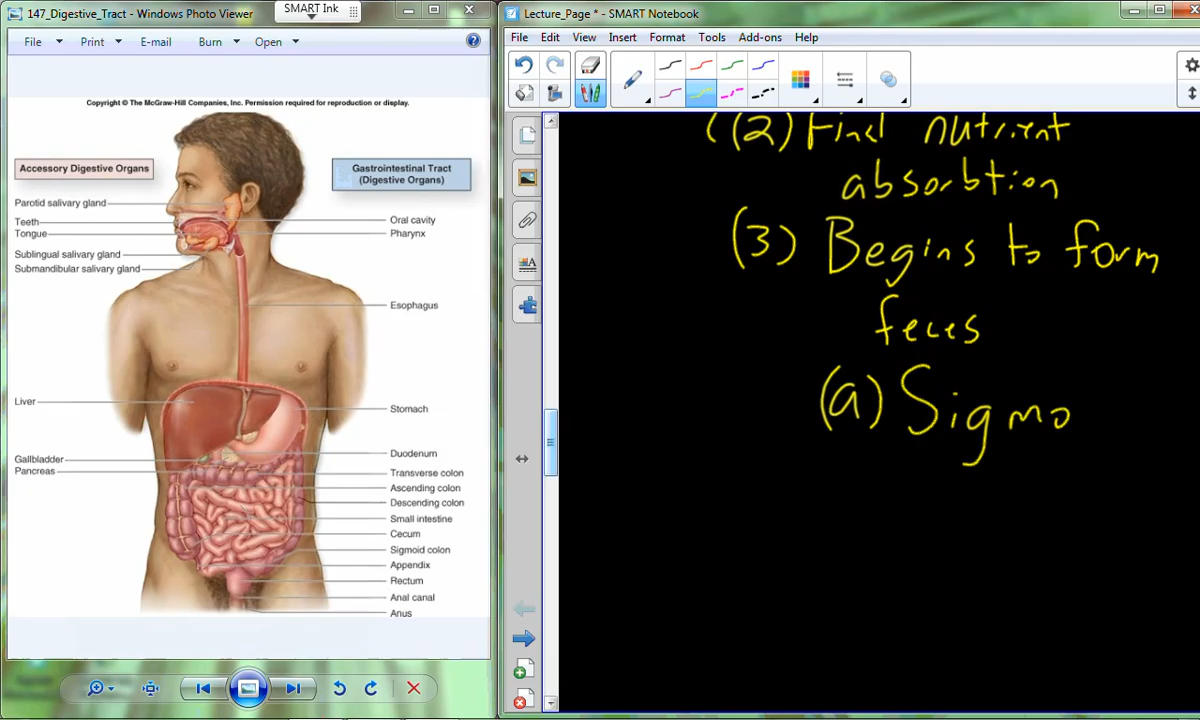 147_Digestive_Tract - Windows Photo Viewer
SMART Ink
File Print E-mail Burn Open
Copyright © The McGraw-Hill Companies, Inc. Permission required for reproduction or display.
Accessory Digestive Organs
Parotid salivary gland
Teeth
Tongue
Sublingual salivary gland
Submandibular salivary gland
Liver
Gallbladder
Pancreas
Gastrointestinal Tract
(Digestive Organs)
Oral cavity
Pharynx
Esophagus
Stomach
Duodenum
Transverse colon
Ascending colon
Descending colon
Small intestine
Cecum
Sigmoid colon
Appendix
Rectum
Anal canal
Anus
Lecture_Page * - SMART Notebook
File Edit View Insert Format Tools Add-ons Help
(2) Final nutrient
absorbtion
(3) Begins to form
feces
(a) Sigmo